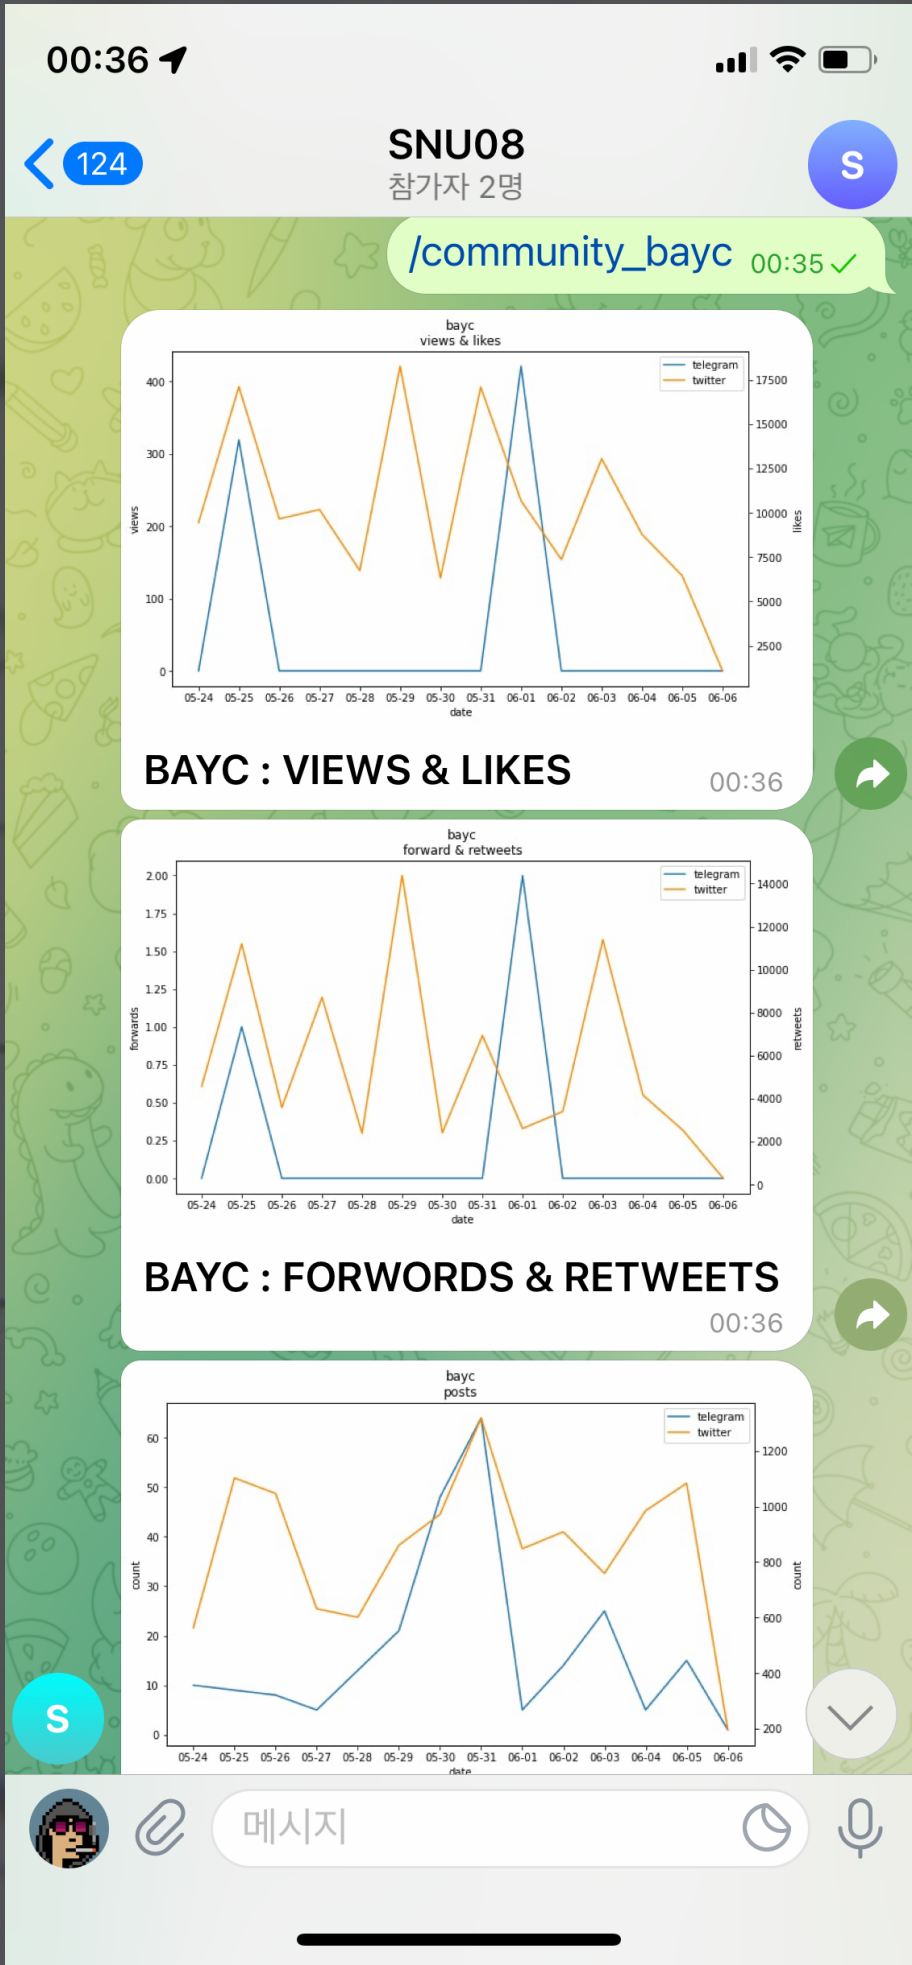 00:36
124
SNU08
참가자 2명
S
/community_bayc 00:35
bayc
views & likes
telegram
twitter
400
300
200
100
0
views
17500
15000
12500
10000
7500
5000
2500
likes
05-24 05-25 05-26 05-27 05-28 05-29 05-30 05-31 06-01 06-02 06-03 06-04 06-05 06-06
date
BAYC : VIEWS & LIKES
00:36
bayc
forward & retweets
telegram
twitter
2.00
1.75
1.50
1.25
1.00
0.75
0.50
0.25
0.00
forwards
14000
12000
10000
8000
6000
4000
2000
0
retweets
05-24 05-25 05-26 05-27 05-28 05-29 05-30 05-31 06-01 06-02 06-03 06-04 06-05 06-06
date
BAYC : FORWORDS & RETWEETS
00:36
bayc
posts
telegram
twitter
60
50
40
30
20
10
0
count
1200
1000
800
600
400
200
count
05-24 05-25 05-26 05-27 05-28 05-29 05-30 05-31 06-01 06-02 06-03 06-04 06-05 06-06
date
S
메시지